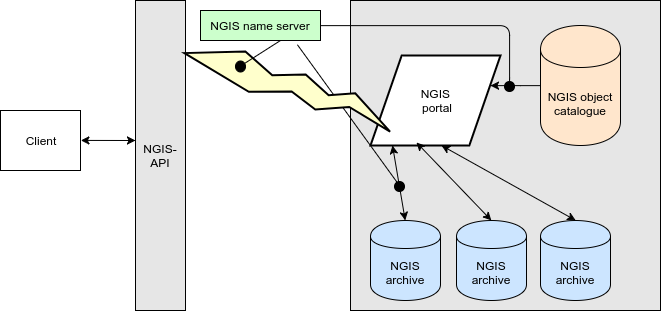 NGIS name server
NGIS
portal
NGIS object
catalogue
Client
NGIS-
API
NGIS
archive
NGIS
archive
NGIS
archive